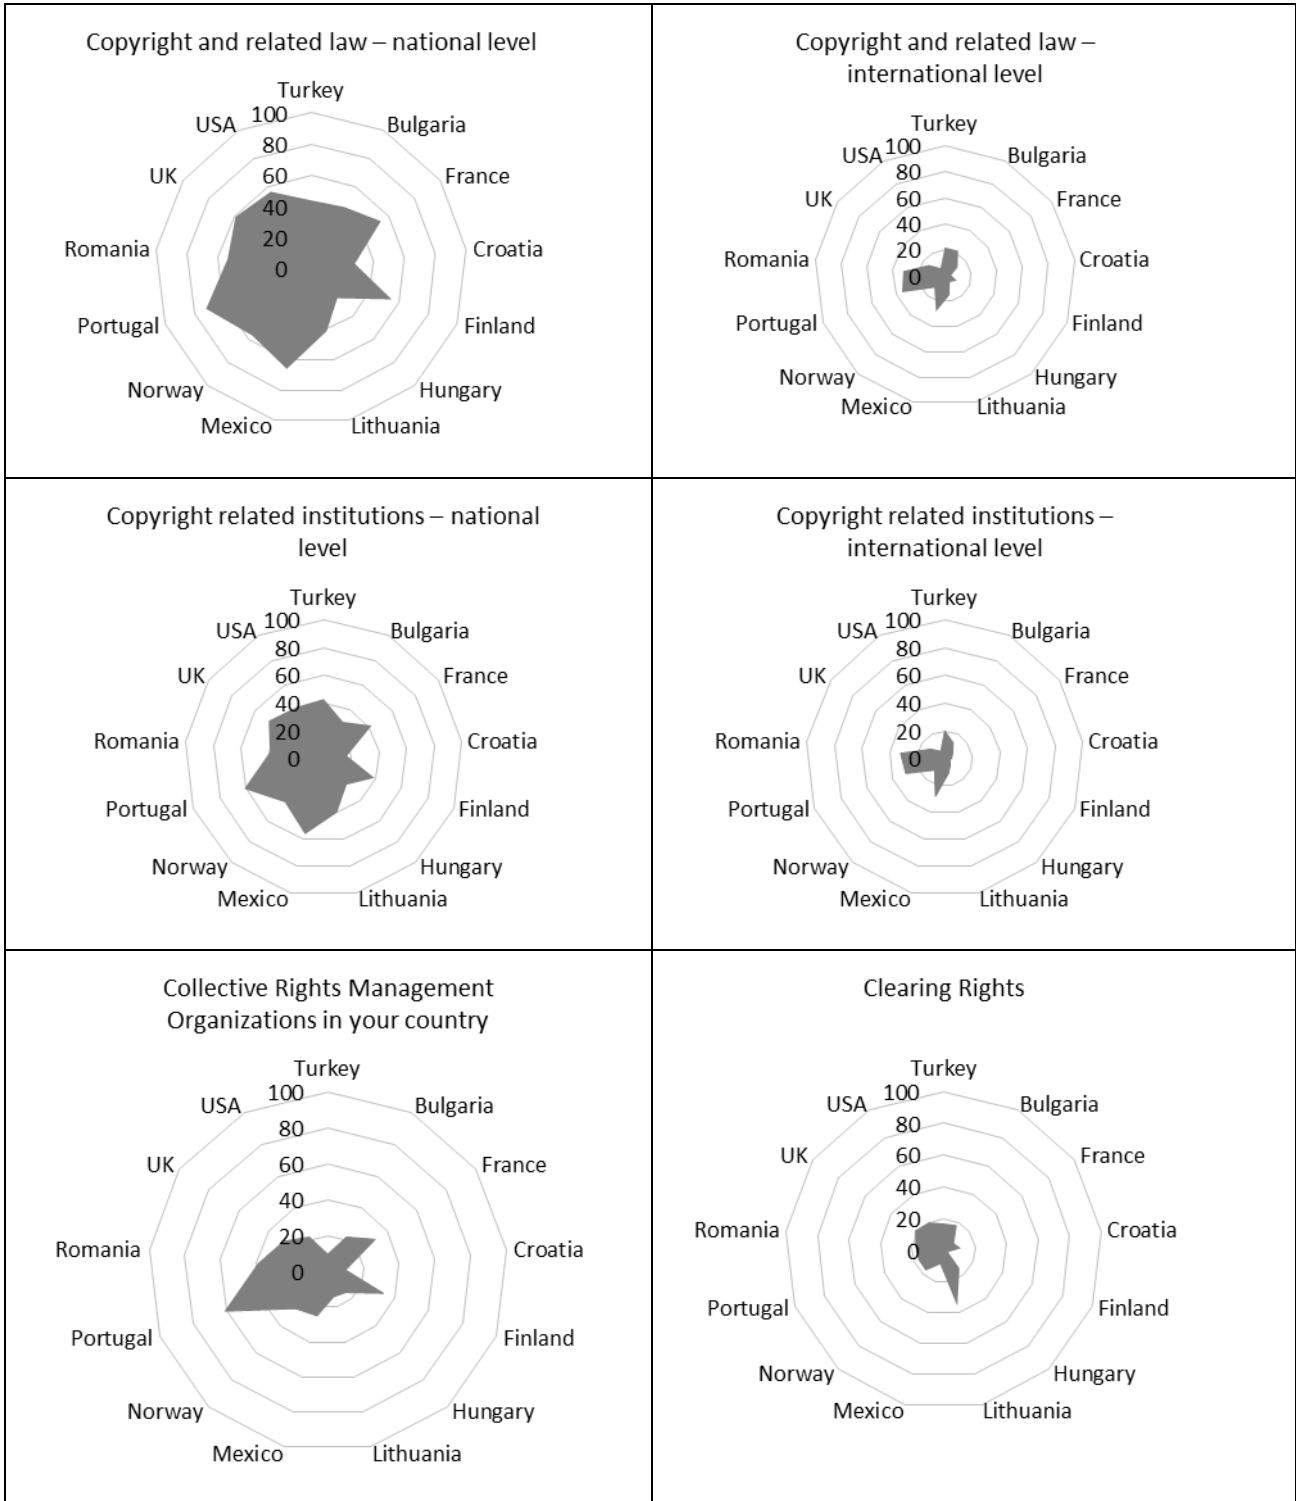 Copyright and related law – national level
Turkey
Bulgaria
France
Croatia
Finland
Hungary
Lithuania
Mexico
Norway
Portugal
Romania
UK
USA
100
80
60
40
20
0
Copyright and related law –
international level
Turkey
Bulgaria
France
Croatia
Finland
Hungary
Lithuania
Mexico
Norway
Portugal
Romania
UK
USA
100
80
60
40
20
0
Copyright related institutions – national
level
Turkey
Bulgaria
France
Croatia
Finland
Hungary
Lithuania
Mexico
Norway
Portugal
Romania
UK
USA
100
80
60
40
20
0
Copyright related institutions –
international level
Turkey
Bulgaria
France
Croatia
Finland
Hungary
Lithuania
Mexico
Norway
Portugal
Romania
UK
USA
100
80
60
40
20
0
Collective Rights Management
Organizations in your country
Turkey
Bulgaria
France
Croatia
Finland
Hungary
Lithuania
Mexico
Norway
Portugal
Romania
UK
USA
100
80
60
40
20
0
Clearing Rights
Turkey
Bulgaria
France
Croatia
Finland
Hungary
Lithuania
Mexico
Norway
Portugal
Romania
UK
USA
100
80
60
40
20
0